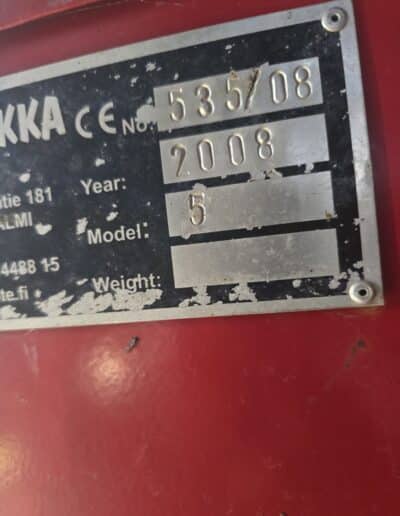 KKA CE No: 535/08
tie 181 Year: 2008
ALMI
Model: 5
4488 15
te.fi Weight: